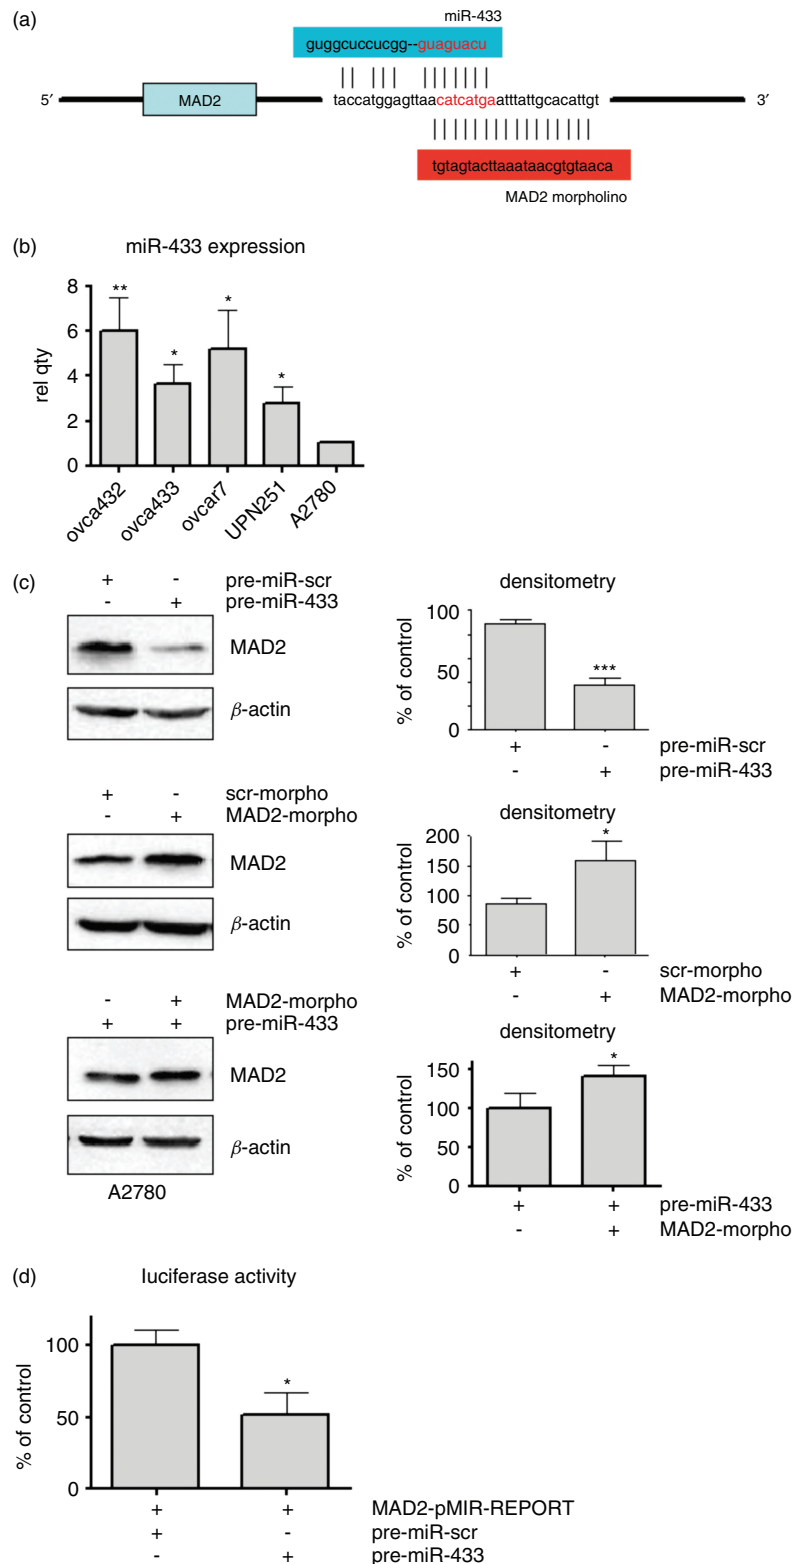 (a)
miR-433
guggcuccucgg--guaguacu
5′ MAD2 taccatggagttaacatcatgaatttattgcacattgt 3′
tgtagtacttaaataacgtgtaaca
MAD2 morpholino
(b) miR-433 expression
rel qty
8
6
4
2
0
** * * *
ovca432 ovca433 ovcar7 UPN251 A2780
(c)
+ - pre-miR-scr
- + pre-miR-433
MAD2
β-actin
densitometry
% of control
100
50
0
***
+ - pre-miR-scr
- + pre-miR-433
+ - scr-morpho
- + MAD2-morpho
MAD2
β-actin
densitometry
% of control
200
150
100
50
0
*
+ - scr-morpho
- + MAD2-morpho
- + MAD2-morpho
+ + pre-miR-433
MAD2
β-actin
A2780
densitometry
% of control
150
100
50
0
*
+ + pre-miR-433
- + MAD2-morpho
(d) luciferase activity
% of control
100
50
0
*
+ + MAD2-pMIR-REPORT
+ - pre-miR-scr
- + pre-miR-433